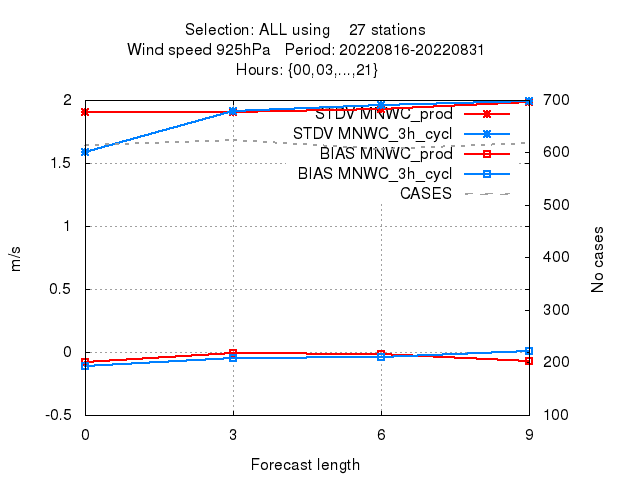 Selection: ALL using    27 stations
Wind speed 925hPa   Period: 20220816-20220831
Hours: {00,03,...,21}
2
1.5
1
0.5
0
-0.5
m/s
STDV MNWC_prod
STDV MNWC_3h_cycl
BIAS MNWC_prod
BIAS MNWC_3h_cycl
CASES
700
600
500
400
300
200
100
No cases
0 3 6 9
Forecast length